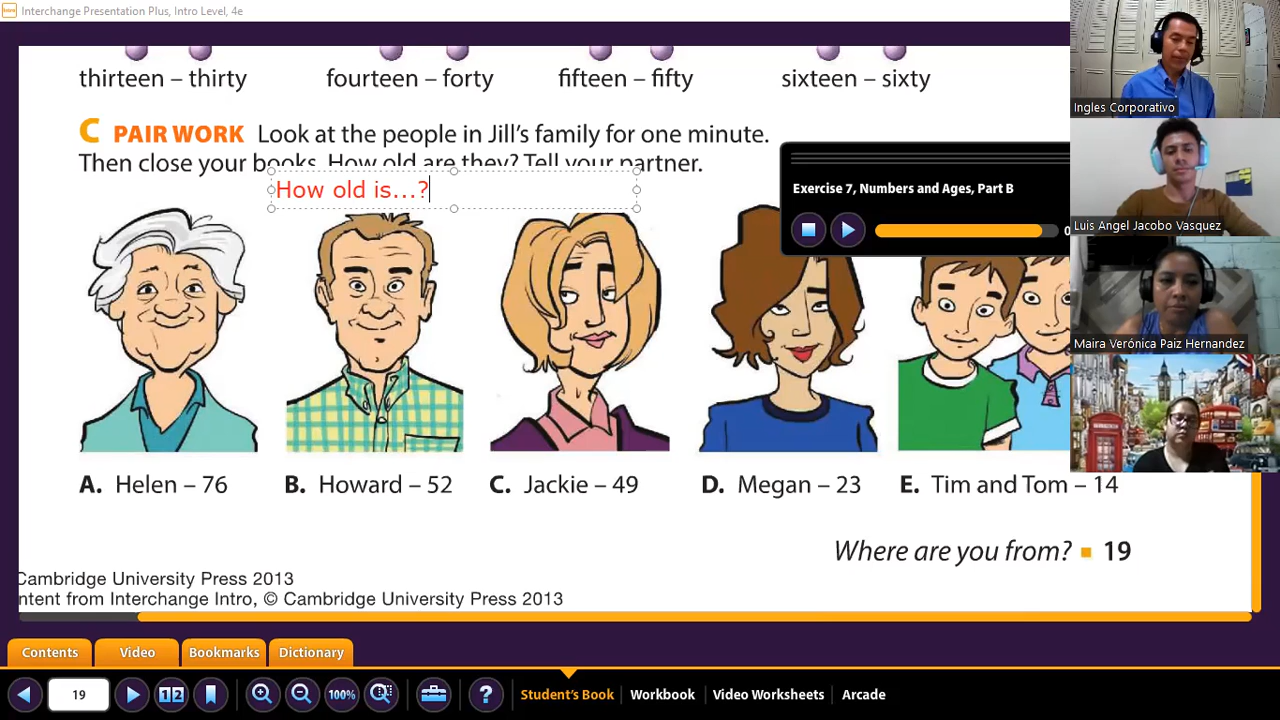 Interchange Presentation Plus, Intro Level, 4e
thirteen – thirty fourteen – forty fifteen – fifty sixteen – sixty
C PAIR WORK Look at the people in Jill's family for one minute.
Then close your books. How old are they? Tell your partner.
How old is...?
Exercise 7, Numbers and Ages, Part B
Ingles Corporativo
Luis Angel Jacobo Vasquez
Maira Verónica Paiz Hernandez
A. Helen – 76 B. Howard – 52 C. Jackie – 49 D. Megan – 23 E. Tim and Tom – 14
Where are you from? ■ 19
Cambridge University Press 2013
ntent from Interchange Intro, © Cambridge University Press 2013
Contents Video Bookmarks Dictionary
19 12 100% ? Student's Book Workbook Video Worksheets Arcade